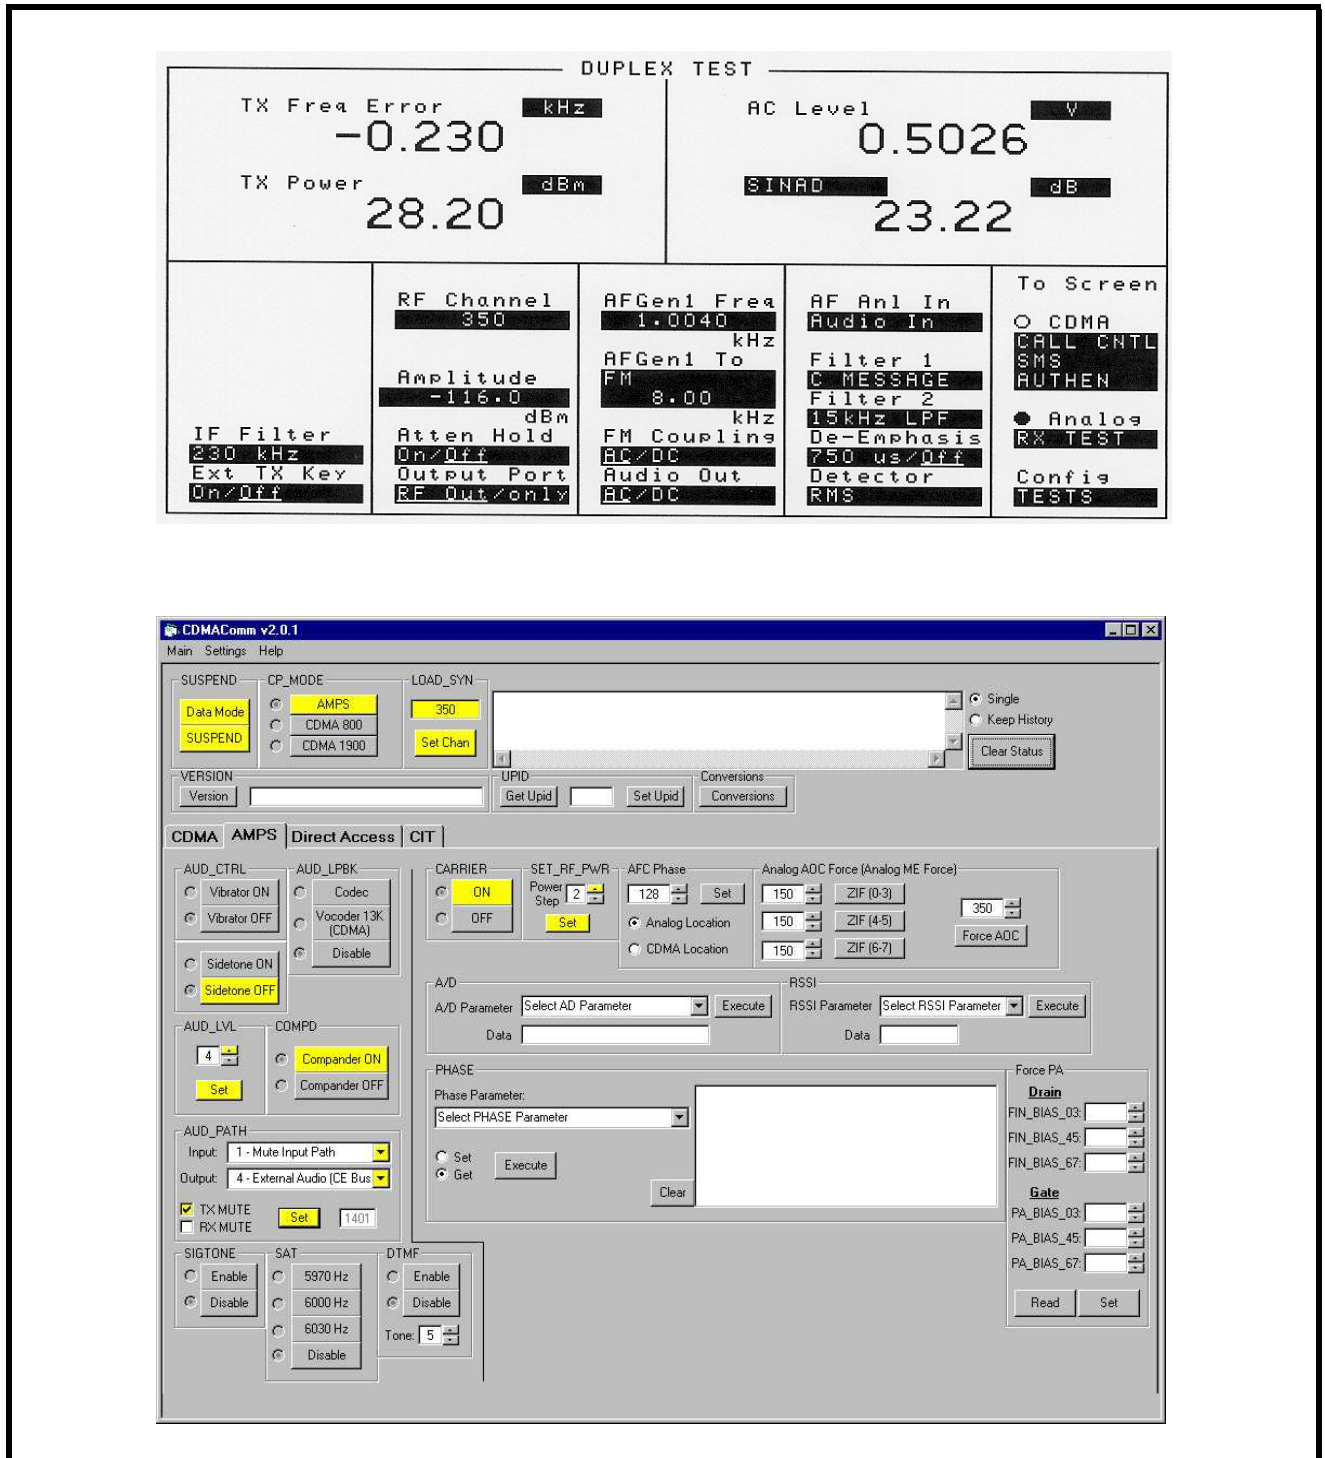 DUPLEX TEST
TX Freq Error kHz
-0.230
TX Power dBm
28.20
AC Level V
0.5026
SINAD dB
23.22
IF Filter
230 kHz
Ext TX Key
On/Off
RF Channel
350
Amplitude
-116.0
dBm
Atten Hold
On/Off
Output Port
RF Out/only
AFGen1 Freq
1.0040
kHz
AFGen1 To
FM
8.00
kHz
FM Coupling
AC/DC
Audio Out
AC/DC
AF Anl In
Audio In
Filter 1
C MESSAGE
Filter 2
15kHz LPF
De-Emphasis
750 us/Off
Detector
RMS
To Screen
CDMA
CALL CNTL
SMS
AUTHEN
Analog
RX TEST
Config
TESTS
CDMAComm v2.0.1
Main Settings Help
SUSPEND
Data Mode
SUSPEND
CP_MODE
AMPS
CDMA 800
CDMA 1900
LOAD_SYN
350
Set Chan
Single
Keep History
Clear Status
VERSION
Version
UPID
Get Upid Set Upid
Conversions
Conversions
CDMA AMPS Direct Access CIT
AUD_CTRL
Vibrator ON
Vibrator OFF
Sidetone ON
Sidetone OFF
AUD_LPBK
Codec
Vocoder 13K
(CDMA)
Disable
AUD_LVL
4
Set
COMPD
Compander ON
Compander OFF
AUD_PATH
Input: 1 - Mute Input Path
Output: 4 - External Audio (CE Bus
TX MUTE
RX MUTE
Set 1401
SIGTONE
Enable
Disable
SAT
5970 Hz
6000 Hz
6030 Hz
Disable
DTMF
Enable
Disable
Tone: 5
CARRIER
ON
OFF
SET_RF_PWR
Power
Step 2
Set
AFC Phase
128 Set
Analog Location
CDMA Location
Analog AOC Force (Analog ME Force)
150 ZIF (0-3)
150 ZIF (4-5)
150 ZIF (6-7)
350
Force AOC
A/D
A/D Parameter Select AD Parameter Execute
Data
RSSI
RSSI Parameter Select RSSI Parameter Execute
Data
PHASE
Phase Parameter:
Select PHASE Parameter
Set
Get
Execute
Clear
Force PA
Drain
FIN_BIAS_03:
FIN_BIAS_45:
FIN_BIAS_67:
Gate
PA_BIAS_03:
PA_BIAS_45:
PA_BIAS_67:
Read Set